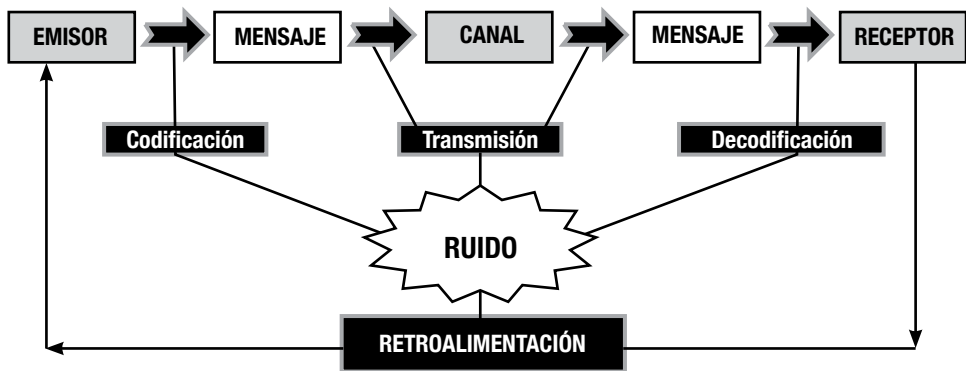 EMISOR
MENSAJE
CANAL
MENSAJE
RECEPTOR
Codificación
Transmisión
Decodificación
RUIDO
RETROALIMENTACIÓN